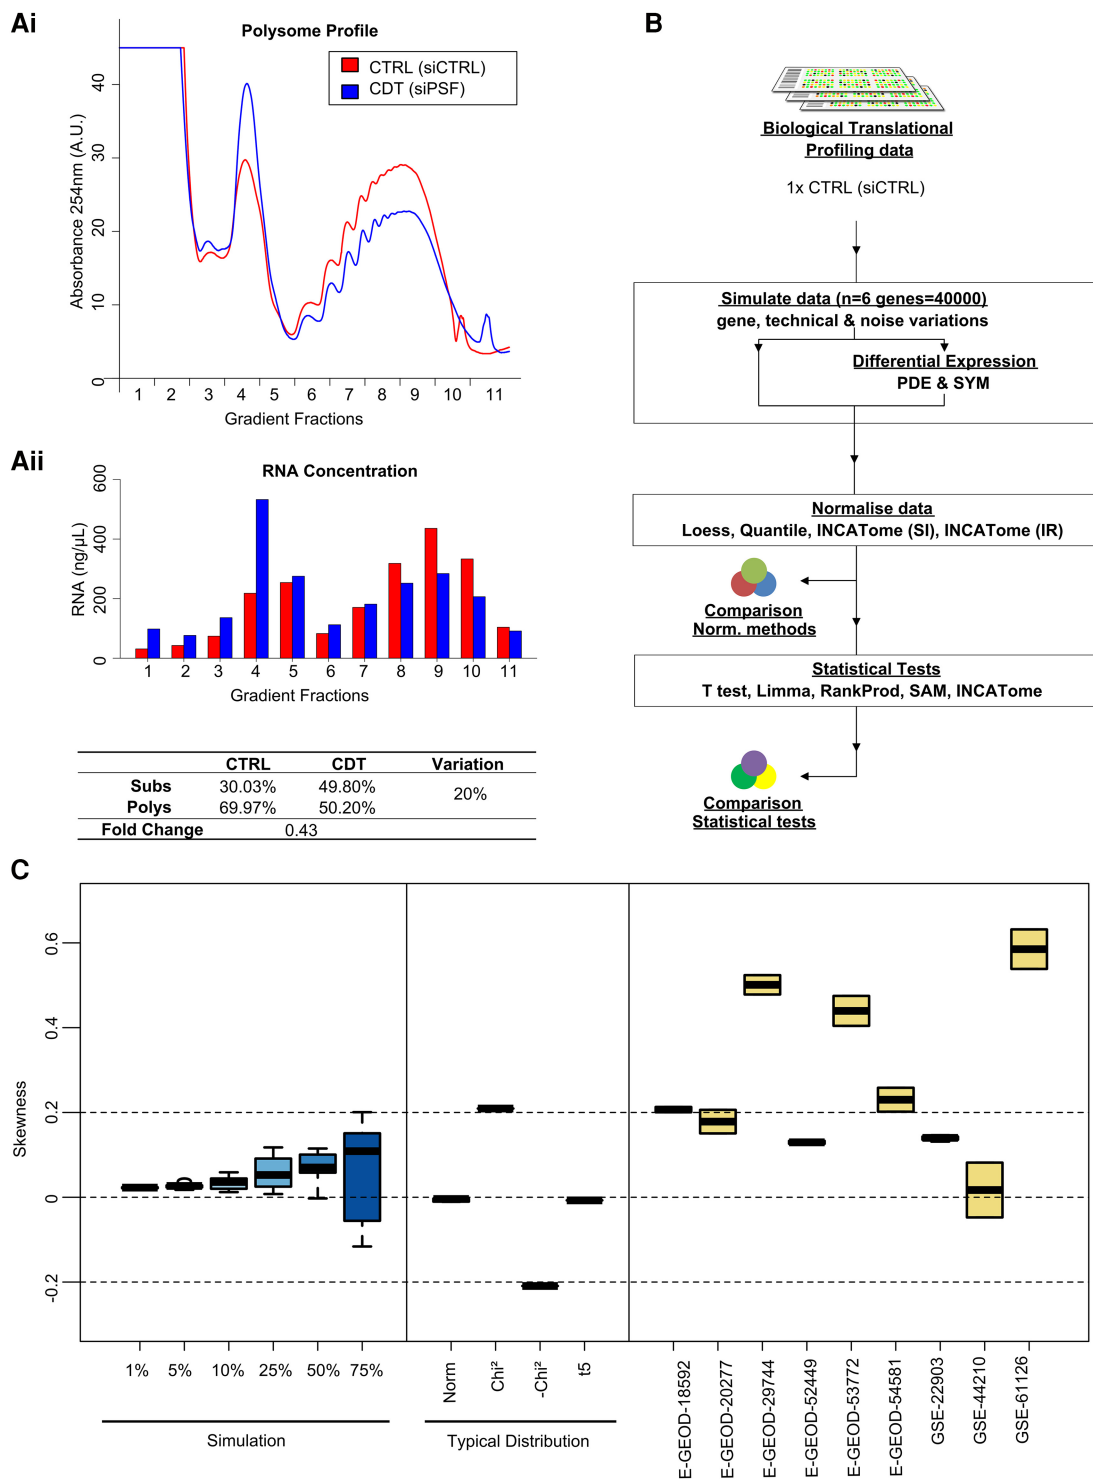 Ai
Polysome Profile
CTRL (siCTRL)
CDT (siPSF)
Absorbance 254nm (A.U.)
40
30
20
10
0
1 2 3 4 5 6 7 8 9 10 11
Gradient Fractions
Aii
RNA Concentration
RNA (ng/µL)
600
400
200
0
1 2 3 4 5 6 7 8 9 10 11
Gradient Fractions
CTRL CDT Variation
Subs 30.03% 49.80% 20%
Polys 69.97% 50.20%
Fold Change 0.43
B
Biological Translational
Profiling data
1x CTRL (siCTRL)
Simulate data (n=6 genes=40000)
gene, technical & noise variations
Differential Expression
PDE & SYM
Normalise data
Loess, Quantile, INCATome (SI), INCATome (IR)
Comparison
Norm. methods
Statistical Tests
T test, Limma, RankProd, SAM, INCATome
Comparison
Statistical tests
C
Skewness
0.6
0.4
0.2
0
-0.2
1% 5% 10% 25% 50% 75%
Simulation
Norm Chi² -Chi² t5
Typical Distribution
E-GEOD-18592
E-GEOD-20277
E-GEOD-29744
E-GEOD-52449
E-GEOD-53772
E-GEOD-54581
GSE-22903
GSE-44210
GSE-61126